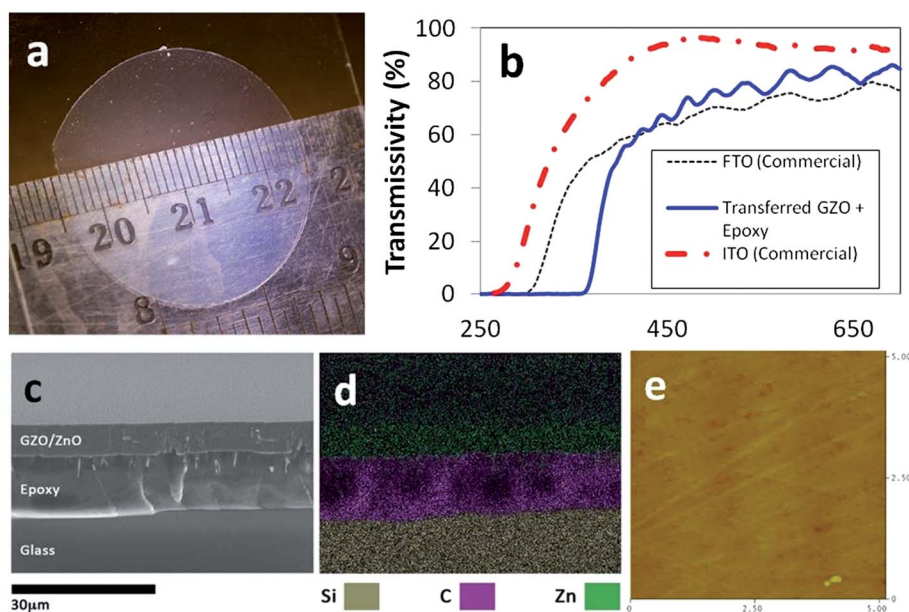 a
19 20 21 22 23
8 9
b
Transmissivity (%)
100
80
60
40
20
0
250 450 650
FTO (Commercial)
Transferred GZO +
Epoxy
ITO (Commercial)
c
GZO/ZnO
Epoxy
Glass
30μm
d
Si C Zn
e
5.00
2.50
0
0 2.50 5.00